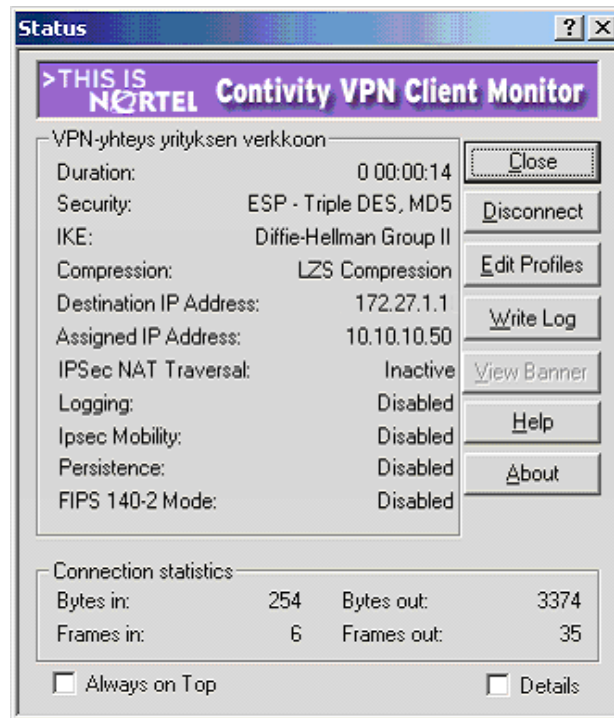 Status
>THIS IS
NORTEL Contivity VPN Client Monitor
VPN-yhteys yrityksen verkkoon
Duration: 0 00:00:14
Security: ESP - Triple DES, MD5
IKE: Diffie-Hellman Group II
Compression: LZS Compression
Destination IP Address: 172.27.1.1
Assigned IP Address: 10.10.10.50
IPSec NAT Traversal: Inactive
Logging: Disabled
Ipsec Mobility: Disabled
Persistence: Disabled
FIPS 140-2 Mode: Disabled
Close
Disconnect
Edit Profiles
Write Log
View Banner
Help
About
Connection statistics
Bytes in: 254 Bytes out: 3374
Frames in: 6 Frames out: 35
Always on Top Details